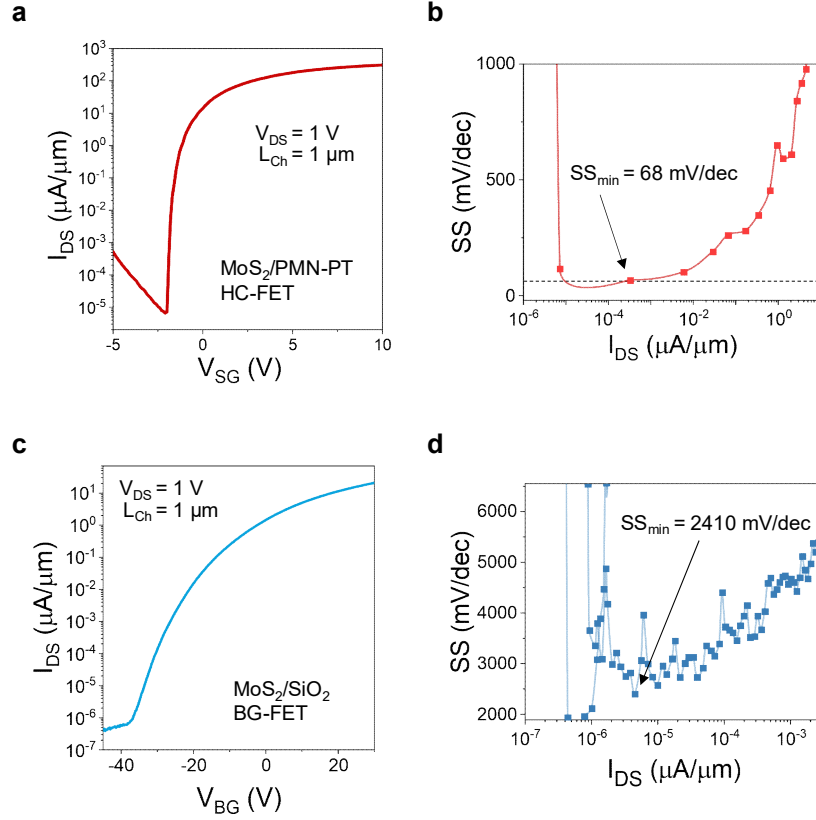 a
10³
10²
10¹
10⁰
10⁻¹
10⁻²
10⁻³
10⁻⁴
10⁻⁵
I_DS (μA/μm)
V_DS = 1 V
L_Ch = 1 μm
MoS₂/PMN-PT
HC-FET
-5 0 5 10
V_SG (V)
b
1000
500
0
SS (mV/dec)
SS_min = 68 mV/dec
10⁻⁶ 10⁻⁴ 10⁻² 10⁰
I_DS (μA/μm)
c
10¹
10⁰
10⁻¹
10⁻²
10⁻³
10⁻⁴
10⁻⁵
10⁻⁶
10⁻⁷
I_DS (μA/μm)
V_DS = 1 V
L_Ch = 1 μm
MoS₂/SiO₂
BG-FET
-40 -20 0 20
V_BG (V)
d
6000
5000
4000
3000
2000
SS (mV/dec)
SS_min = 2410 mV/dec
10⁻⁷ 10⁻⁶ 10⁻⁵ 10⁻⁴ 10⁻³
I_DS (μA/μm)